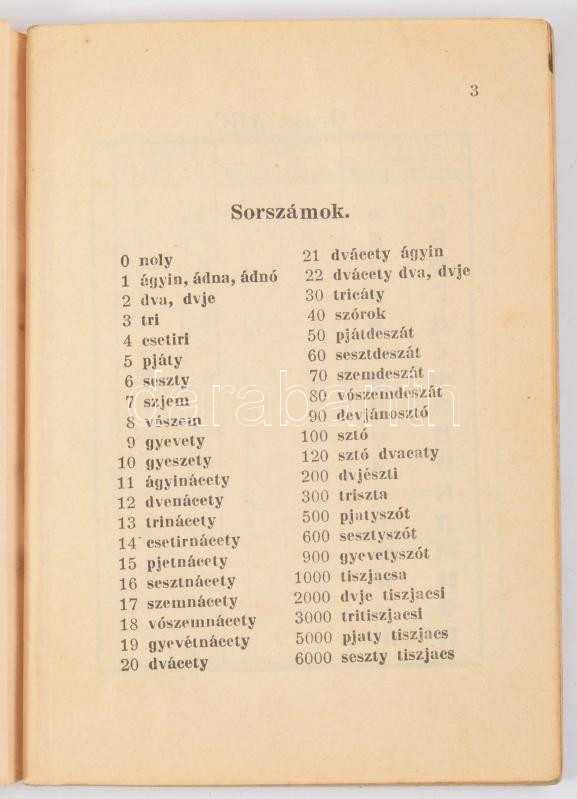 3
Sorszámok.
0 noly
1 ágyin, ádna, ádnó
2 dva, dvje
3 tri
4 csetiri
5 pjáty
6 seszty
7 szjem
8 vószem
9 gyevety
10 gyeszety
11 ágyinácety
12 dvenácety
13 trinácety
14 csetirnácety
15 pjetnácety
16 sesztnácety
17 szemnácety
18 vószemnácety
19 gyevétnácety
20 dvácety
21 dvácety ágyin
22 dvácety dva, dvje
30 tricáty
40 szórok
50 pjátdeszát
60 sesztdeszát
70 szemdeszát
80 vószemdeszát
90 devjánosztó
100 sztó
120 sztó dvacaty
200 dvjészti
300 triszta
500 pjatyszót
600 sesztyszót
900 gyevetyszót
1000 tiszjacsa
2000 dvje tiszjacsi
3000 tritiszjacsi
5000 pjaty tiszjacs
6000 seszty tiszjacs
darabanth